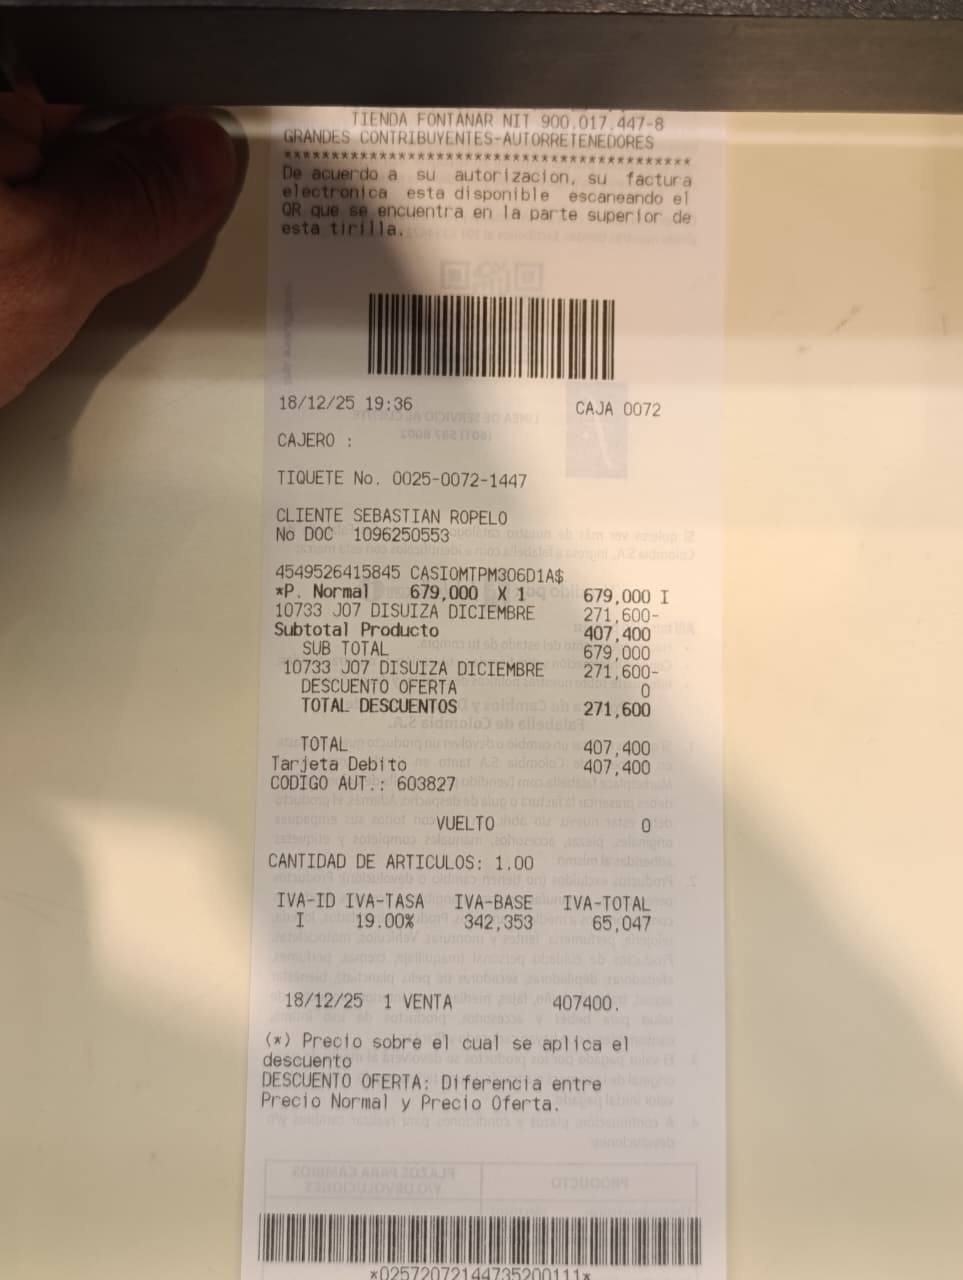 TIENDA FONTANAR NIT 900.017.447-8
GRANDES CONTRIBUYENTES-AUTORRETENEDORES
*******************************************
De acuerdo a su autorizacion, su factura
electronica esta disponible escaneando el
QR que se encuentra en la parte superior de
esta tirilla.
18/12/25 19:36 CAJA 0072
CAJERO :
TIQUETE No. 0025-0072-1447
CLIENTE SEBASTIAN ROPELO
No DOC 1096250553
4549526415845 CASIOMTPM306D1A$
*P. Normal 679,000 X 1 679,000 I
10733 J07 DISUIZA DICIEMBRE 271,600-
Subtotal Producto 407,400
SUB TOTAL 679,000
10733 J07 DISUIZA DICIEMBRE 271,600-
DESCUENTO OFERTA 0
TOTAL DESCUENTOS 271,600
TOTAL 407,400
Tarjeta Debito 407,400
CODIGO AUT.: 603827
VUELTO 0
CANTIDAD DE ARTICULOS: 1.00
IVA-ID IVA-TASA IVA-BASE IVA-TOTAL
I 19.00% 342,353 65,047
18/12/25 1 VENTA 407400.
(*) Precio sobre el cual se aplica el
descuento
DESCUENTO OFERTA: Diferencia entre
Precio Normal y Precio Oferta.
*02572072144735200111*